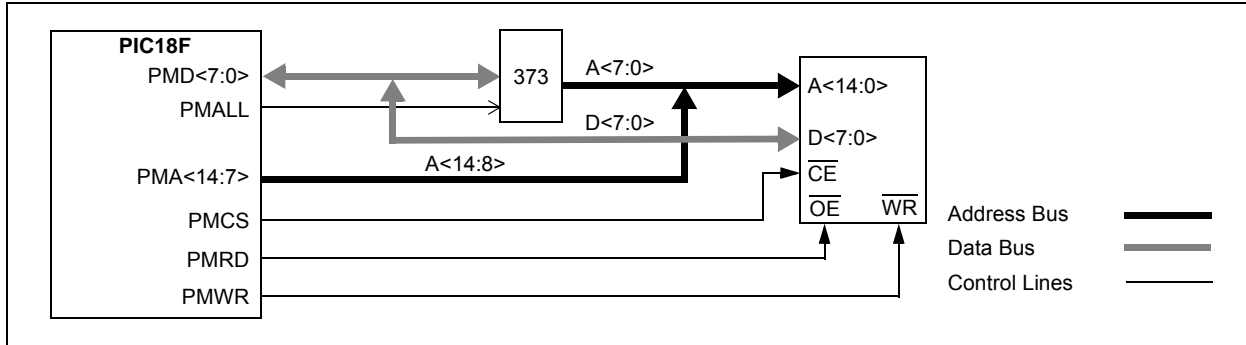 PIC18F
PMD<7:0>
PMALL
PMA<14:7>
PMCS
PMRD
PMWR
373
A<7:0>
D<7:0>
A<14:8>
A<14:0>
D<7:0>
CE
OE WR
Address Bus
Data Bus
Control Lines